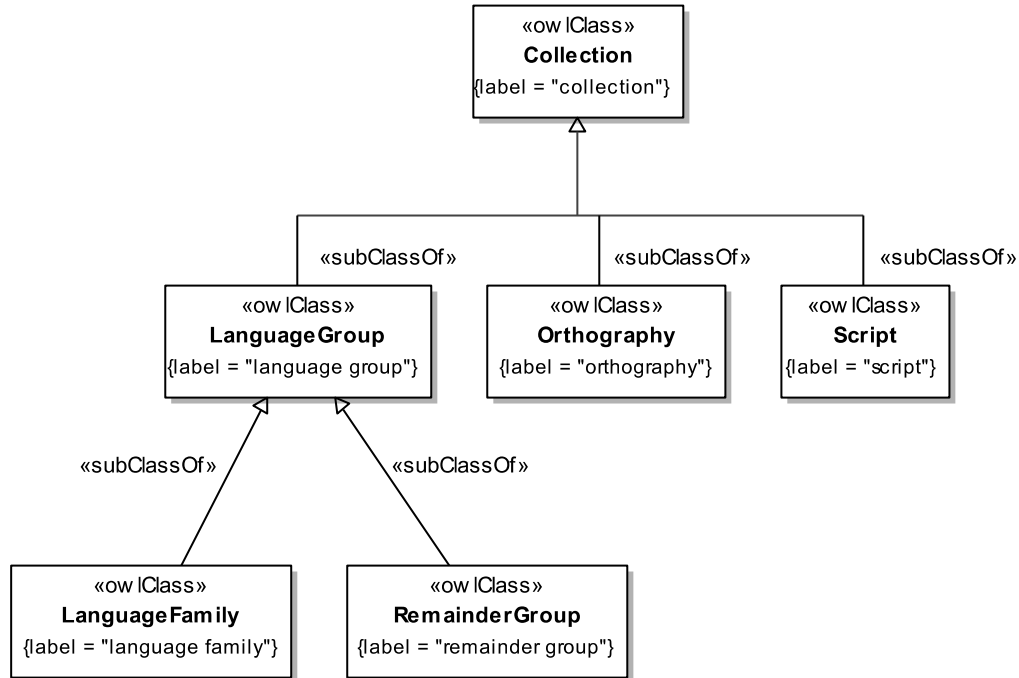 «owlClass»
Collection
{label = "collection"}
«subClassOf»
«subClassOf»
«subClassOf»
«owlClass»
LanguageGroup
{label = "language group"}
«owlClass»
Orthography
{label = "orthography"}
«owlClass»
Script
{label = "script"}
«subClassOf»
«subClassOf»
«owlClass»
LanguageFamily
{label = "language family"}
«owlClass»
RemainderGroup
{label = "remainder group"}